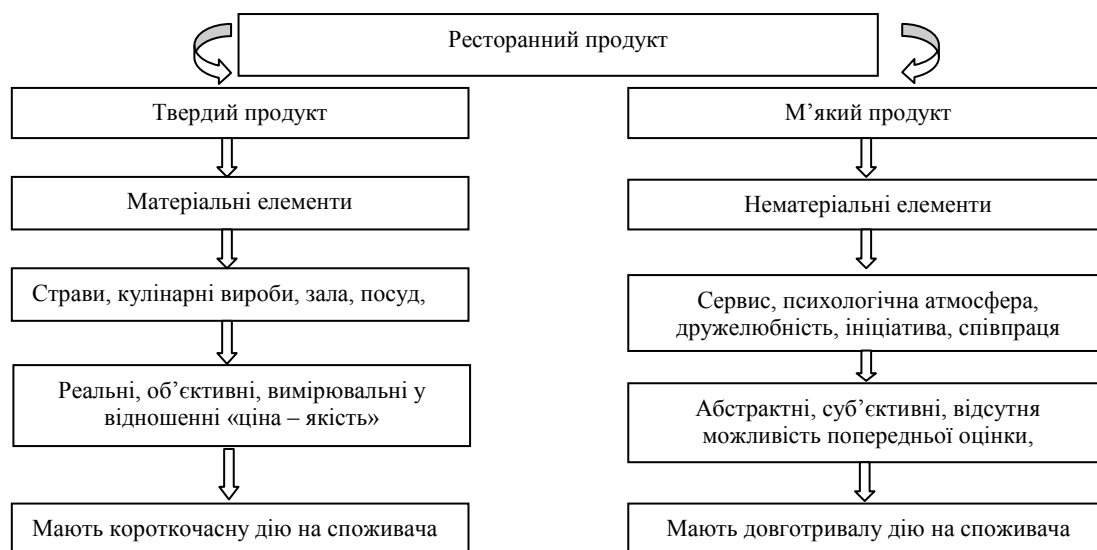 Ресторанний продукт
Твердий продукт
Матеріальні елементи
Страви, кулінарні вироби, зала, посуд,
Реальні, об’єктивні, вимірювальні у
відношенні «ціна – якість»
Мають короткочасну дію на споживача
М’який продукт
Нематеріальні елементи
Сервис, психологічна атмосфера,
дружелюбність, ініціатива, співпраця
Абстрактні, суб’єктивні, відсутня
можливість попередньої оцінки,
Мають довготривалу дію на споживача